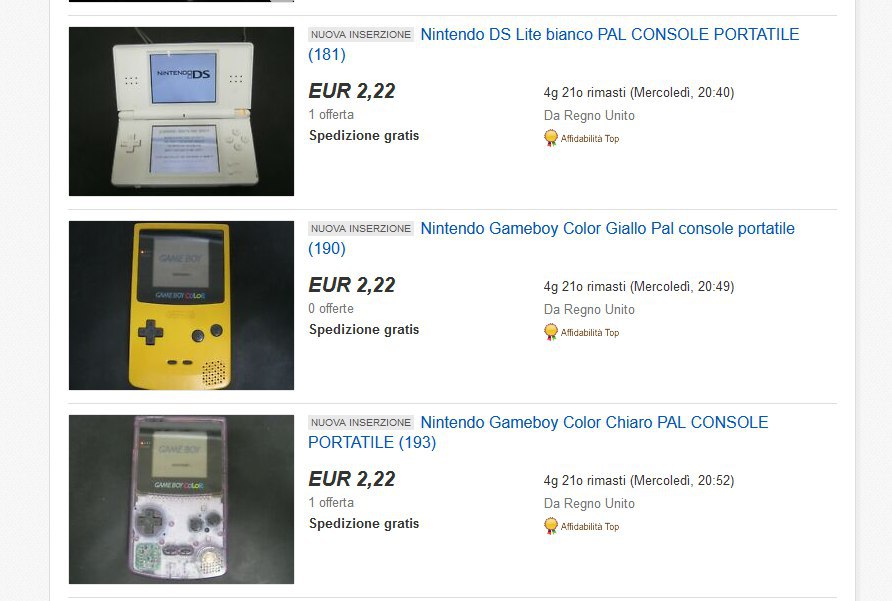 NUOVA INSERZIONE Nintendo DS Lite bianco PAL CONSOLE PORTATILE
(181)
EUR 2,22
4g 21o rimasti (Mercoledì, 20:40)
1 offerta
Da Regno Unito
Spedizione gratis
Affidabilità Top
NINTENDO DS
NUOVA INSERZIONE Nintendo Gameboy Color Giallo Pal console portatile
(190)
EUR 2,22
4g 21o rimasti (Mercoledì, 20:49)
0 offerte
Da Regno Unito
Spedizione gratis
Affidabilità Top
GAME BOY
GAME BOY COLOR
NUOVA INSERZIONE Nintendo Gameboy Color Chiaro PAL CONSOLE
PORTATILE (193)
EUR 2,22
4g 21o rimasti (Mercoledì, 20:52)
1 offerta
Da Regno Unito
Spedizione gratis
Affidabilità Top
GAME BOY
GAME BOY COLOR